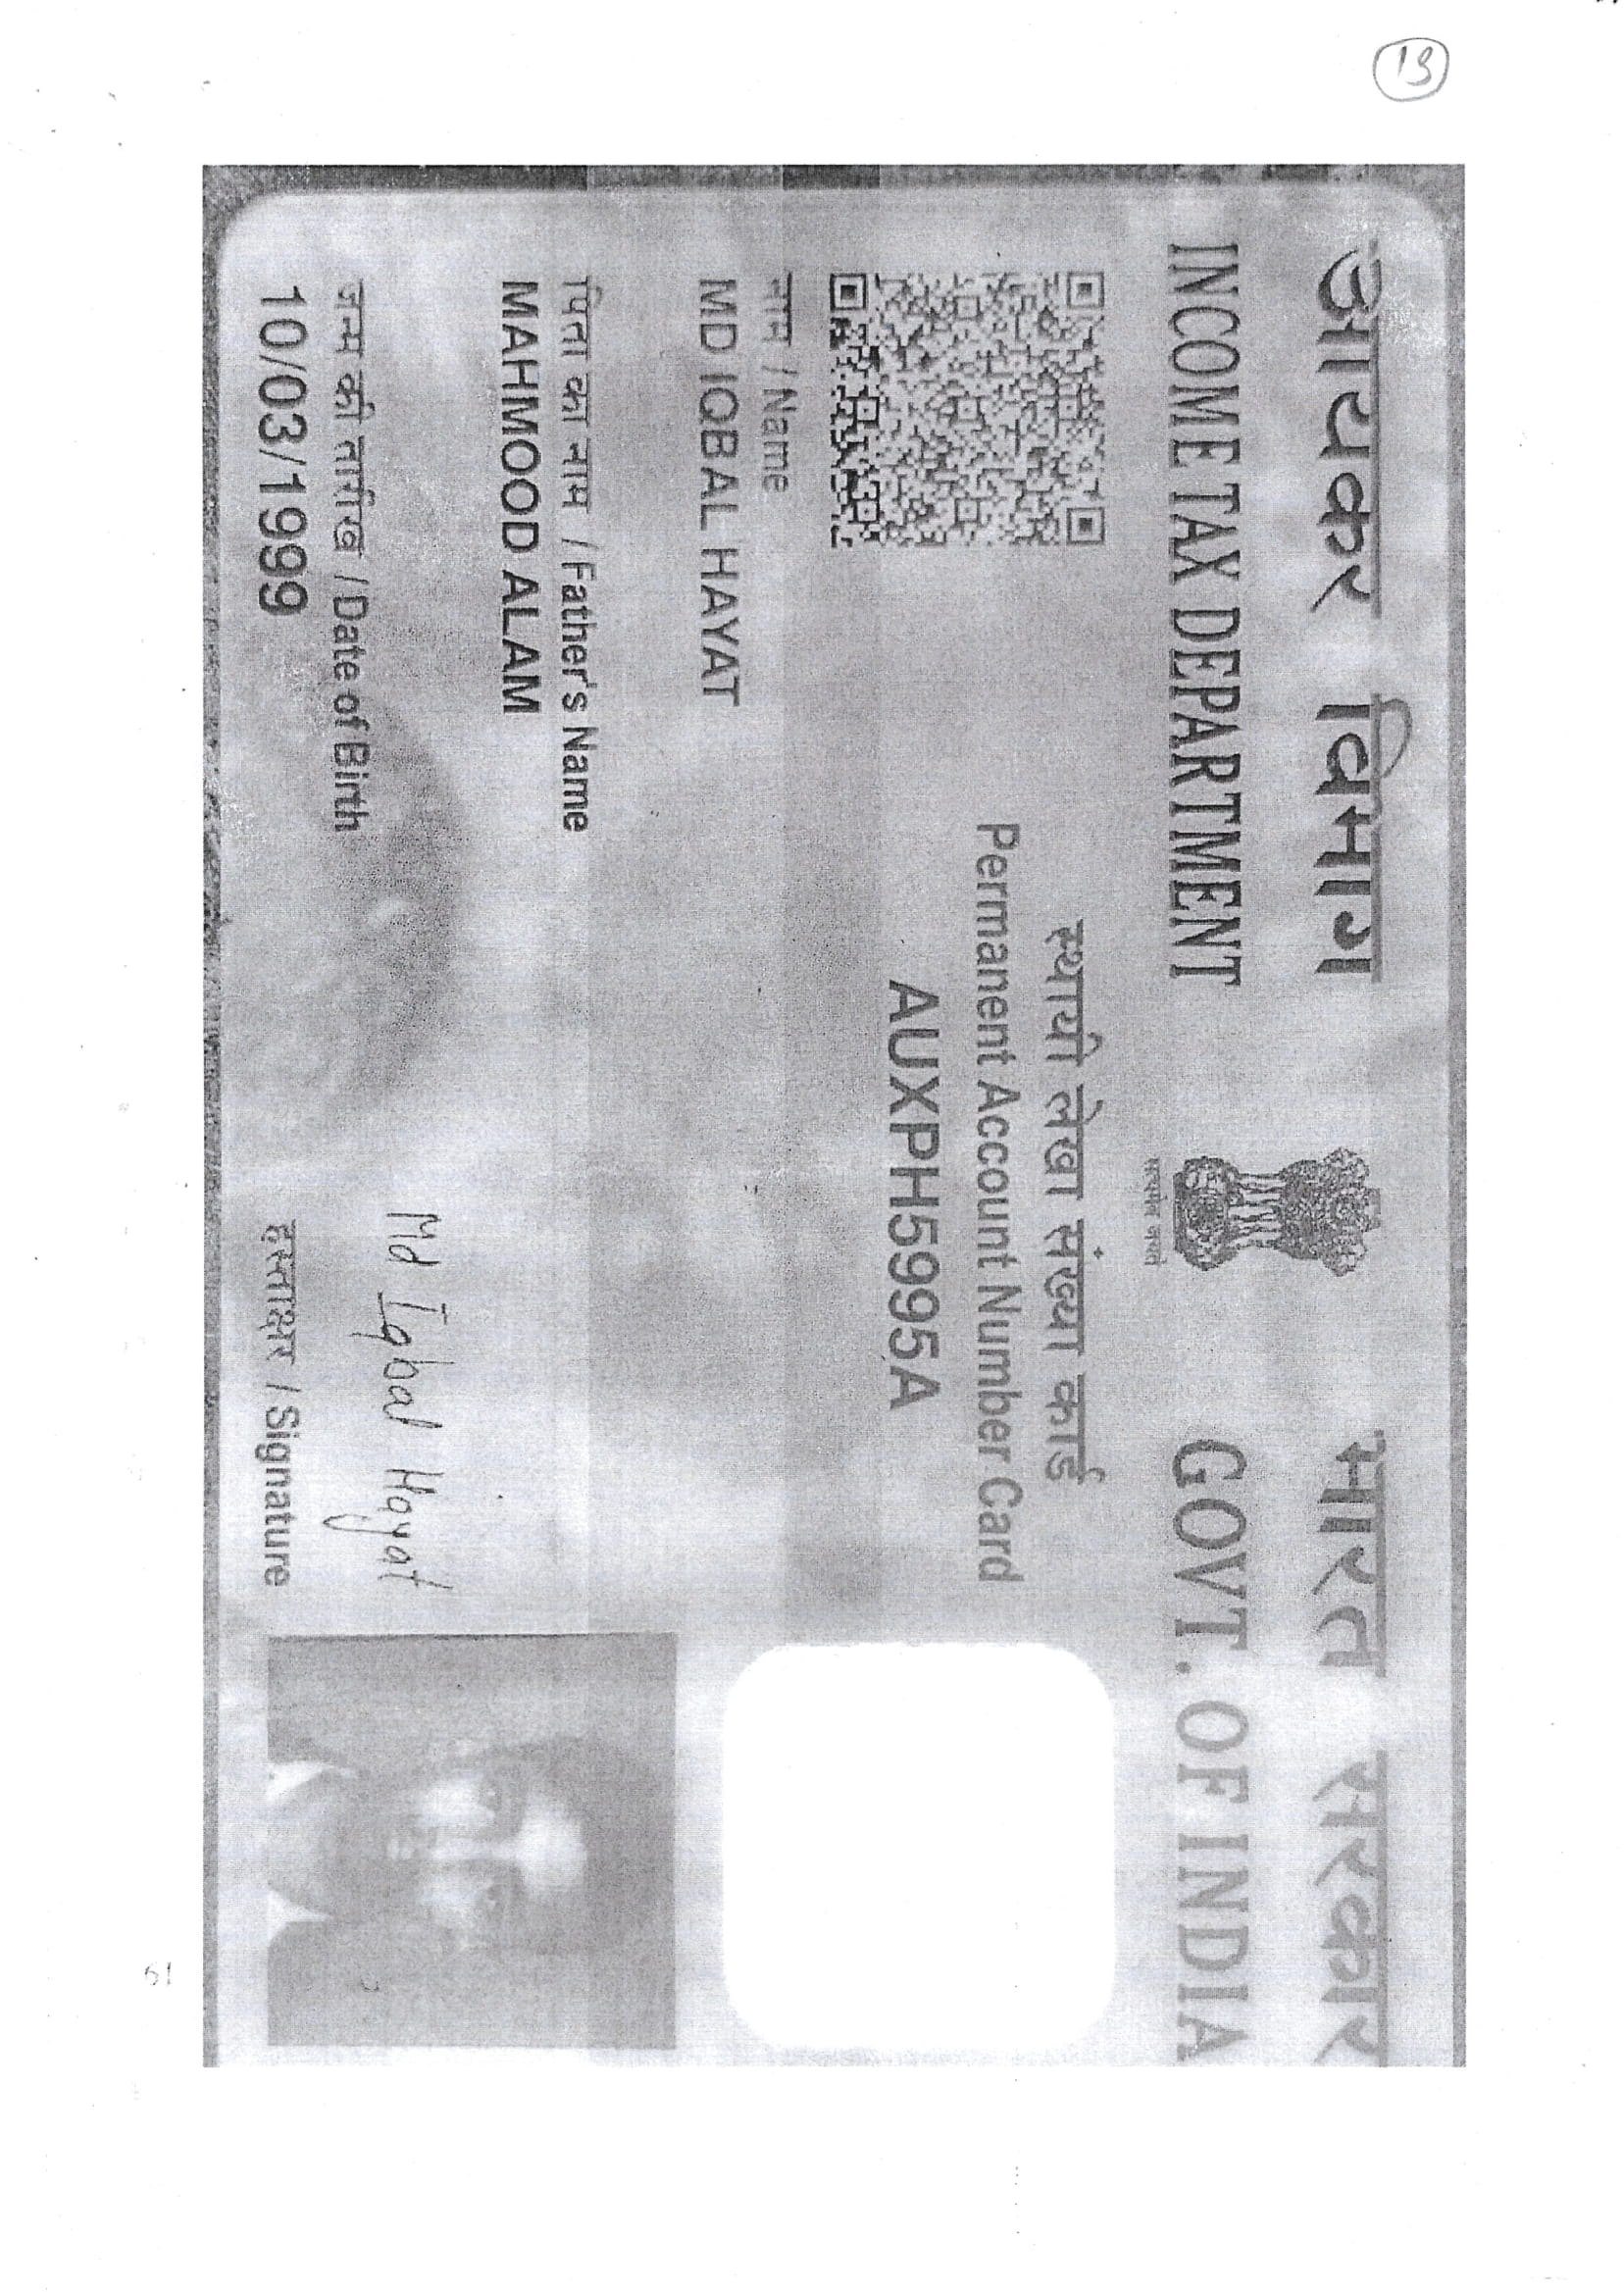 19
आयकर विभाग भारत सरकार
INCOME TAX DEPARTMENT GOVT. OF INDIA
सत्यमेव जयते
स्थायी लेखा संख्या कार्ड
Permanent Account Number Card
AUXPH5995A
नाम / Name
MD IQBAL HAYAT
पिता का नाम / Father's Name
MAHMOOD ALAM
जन्म की तारीख / Date of Birth
10/03/1999
Md Iqbal Hayat
हस्ताक्षर / Signature